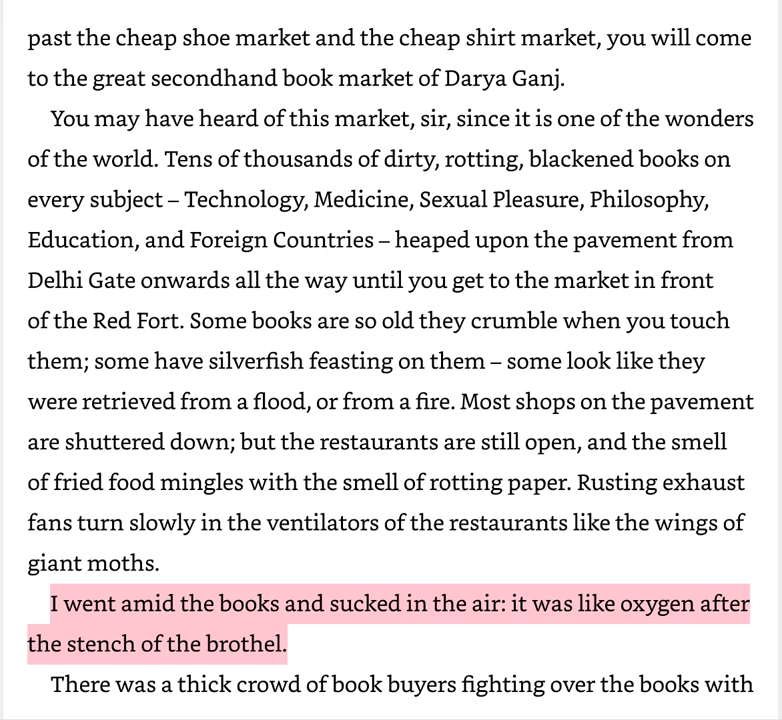 past the cheap shoe market and the cheap shirt market, you will come
to the great secondhand book market of Darya Ganj.
You may have heard of this market, sir, since it is one of the wonders
of the world. Tens of thousands of dirty, rotting, blackened books on
every subject – Technology, Medicine, Sexual Pleasure, Philosophy,
Education, and Foreign Countries – heaped upon the pavement from
Delhi Gate onwards all the way until you get to the market in front
of the Red Fort. Some books are so old they crumble when you touch
them; some have silverfish feasting on them – some look like they
were retrieved from a flood, or from a fire. Most shops on the pavement
are shuttered down; but the restaurants are still open, and the smell
of fried food mingles with the smell of rotting paper. Rusting exhaust
fans turn slowly in the ventilators of the restaurants like the wings of
giant moths.
I went amid the books and sucked in the air: it was like oxygen after
the stench of the brothel.
There was a thick crowd of book buyers fighting over the books with